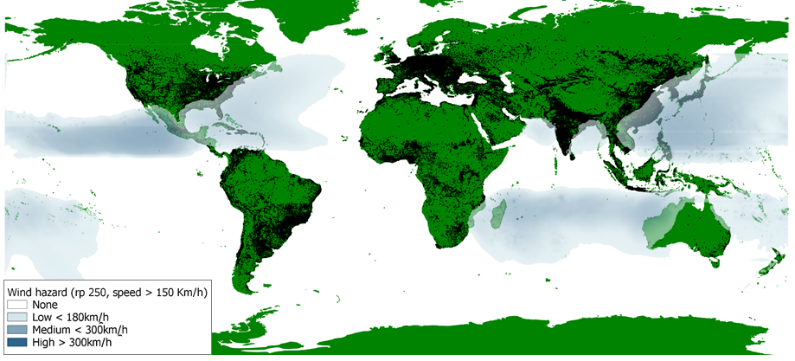 Wind hazard (rp 250, speed > 150 Km/h)
None
Low < 180km/h
Medium < 300km/h
High > 300km/h